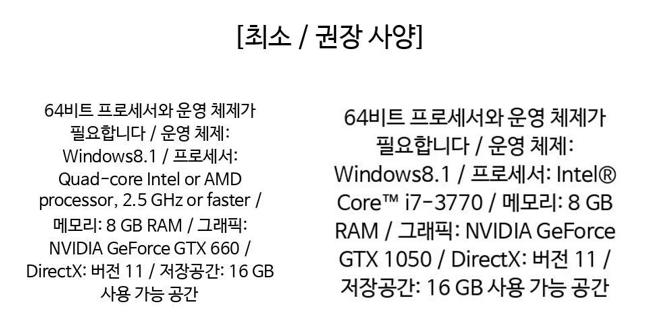 [최소 / 권장 사양]
64비트 프로세서와 운영 체제가
필요합니다 / 운영 체제:
Windows8.1 / 프로세서:
Quad-core Intel or AMD
processor, 2.5 GHz or faster /
메모리: 8 GB RAM / 그래픽:
NVIDIA GeForce GTX 660 /
DirectX: 버전 11 / 저장공간: 16 GB
사용 가능 공간
64비트 프로세서와 운영 체제가
필요합니다 / 운영 체제:
Windows8.1 / 프로세서: Intel®
Core™ i7-3770 / 메모리: 8 GB
RAM / 그래픽: NVIDIA GeForce
GTX 1050 / DirectX: 버전 11 /
저장공간: 16 GB 사용 가능 공간